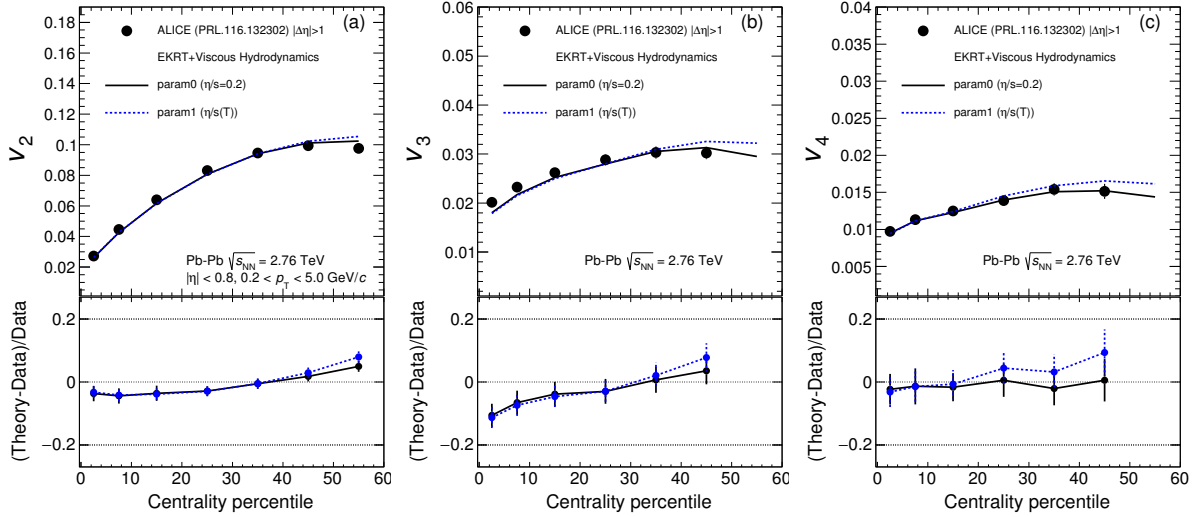 (a)
ALICE (PRL.116.132302) |Δη|>1
EKRT+Viscous Hydrodynamics
param0 (η/s=0.2)
param1 (η/s(T))
Pb-Pb √sNN = 2.76 TeV
|η| < 0.8, 0.2 < pT < 5.0 GeV/c
v2
0.18
0.16
0.14
0.12
0.10
0.08
0.06
0.04
0.02
(Theory-Data)/Data
0.2
0
−0.2
0 10 20 30 40 50 60
Centrality percentile
(b)
ALICE (PRL.116.132302) |Δη|>1
EKRT+Viscous Hydrodynamics
param0 (η/s=0.2)
param1 (η/s(T))
Pb-Pb √sNN = 2.76 TeV
v3
0.06
0.05
0.04
0.03
0.02
0.01
(Theory-Data)/Data
0.2
0
−0.2
0 10 20 30 40 50 60
Centrality percentile
(c)
ALICE (PRL.116.132302) |Δη|>1
EKRT+Viscous Hydrodynamics
param0 (η/s=0.2)
param1 (η/s(T))
Pb-Pb √sNN = 2.76 TeV
v4
0.040
0.035
0.030
0.025
0.020
0.015
0.010
0.005
(Theory-Data)/Data
0.2
0
−0.2
0 10 20 30 40 50 60
Centrality percentile